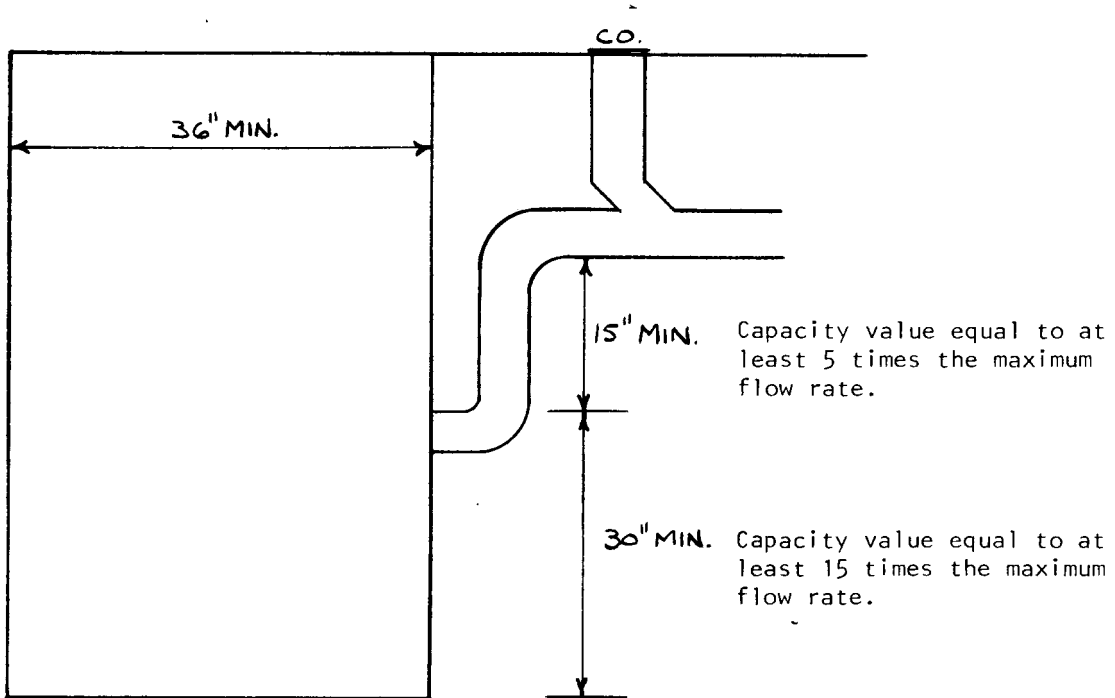 CO.
36" MIN.
15" MIN.
Capacity value equal to at
least 5 times the maximum
flow rate.
30" MIN.
Capacity value equal to at
least 15 times the maximum
flow rate.